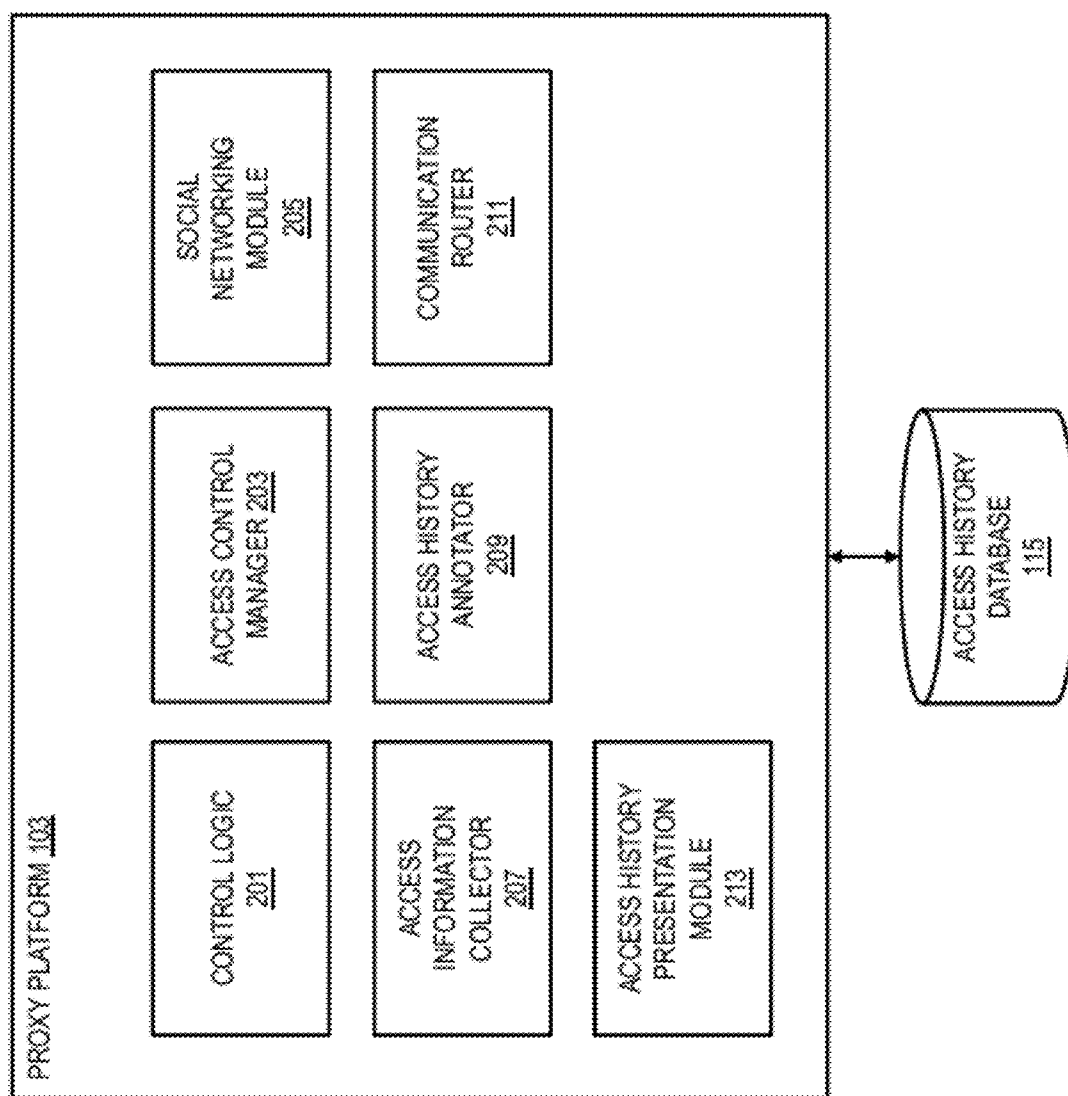 PROXY PLATFORM 103
CONTROL LOGIC
201
ACCESS CONTROL
MANAGER 203
SOCIAL
NETWORKING
MODULE
205
ACCESS
INFORMATION
COLLECTOR
207
ACCESS HISTORY
ANNOTATOR
209
COMMUNICATION
ROUTER
211
ACCESS HISTORY
PRESENTATION
MODULE
213
ACCESS HISTORY
DATABASE
115